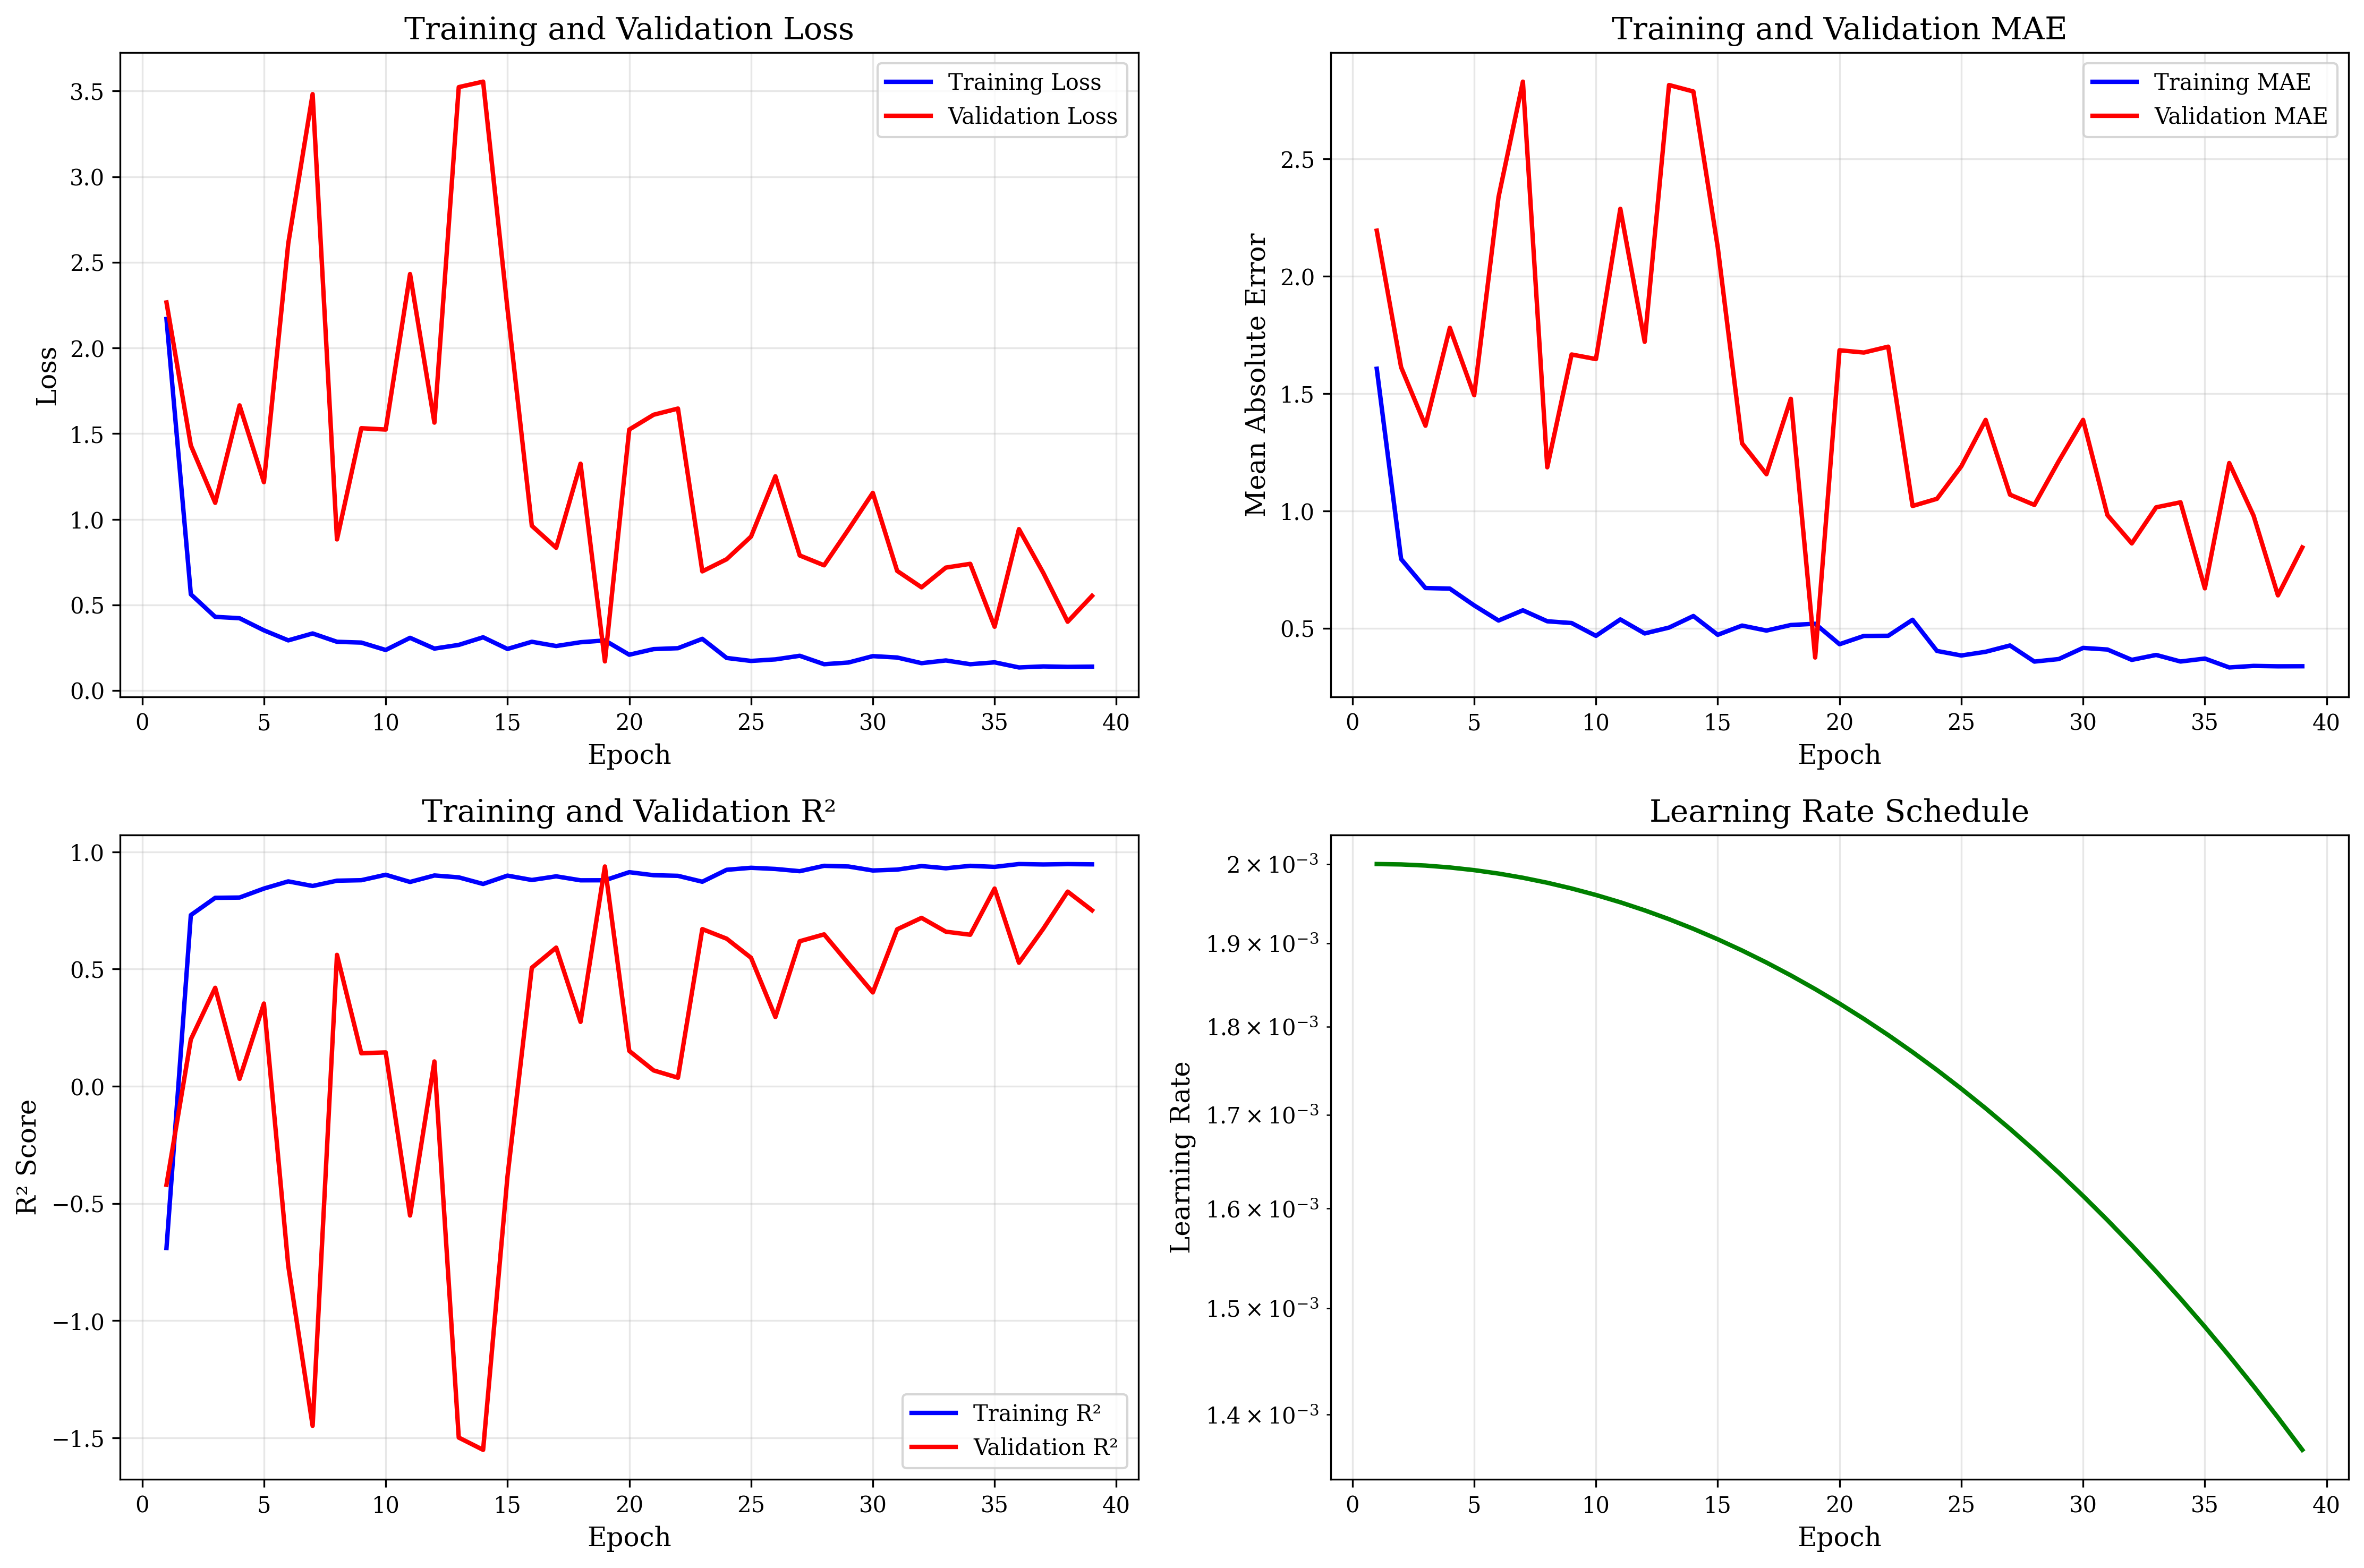 Training and Validation Loss
Loss
3.5
3.0
2.5
2.0
1.5
1.0
0.5
0.0
Training Loss
Validation Loss
0 5 10 15 20 25 30 35 40
Epoch
Training and Validation MAE
Mean Absolute Error
2.5
2.0
1.5
1.0
0.5
Training MAE
Validation MAE
0 5 10 15 20 25 30 35 40
Epoch
Training and Validation R²
R² Score
1.0
0.5
0.0
−0.5
−1.0
−1.5
Training R²
Validation R²
0 5 10 15 20 25 30 35 40
Epoch
Learning Rate Schedule
Learning Rate
2 × 10⁻³
1.9 × 10⁻³
1.8 × 10⁻³
1.7 × 10⁻³
1.6 × 10⁻³
1.5 × 10⁻³
1.4 × 10⁻³
0 5 10 15 20 25 30 35 40
Epoch